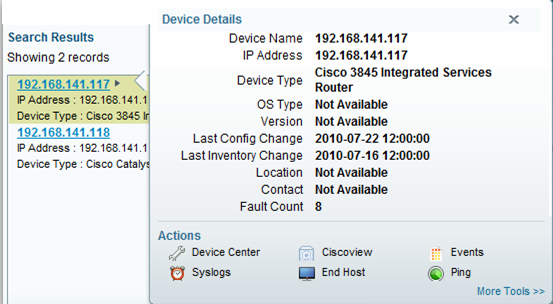 Search Results
Showing 2 records
192.168.141.117
IP Address : 192.168.141.1
Device Type : Cisco 3845 In
192.168.141.118
IP Address : 192.168.141.1
Device Type : Cisco Catalys
Device Details
Device Name 192.168.141.117
IP Address 192.168.141.117
Device Type Cisco 3845 Integrated Services
Router
OS Type Not Available
Version Not Available
Last Config Change 2010-07-22 12:00:00
Last Inventory Change 2010-07-16 12:00:00
Location Not Available
Contact Not Available
Fault Count 8
Actions
Device Center Ciscoview Events
Syslogs End Host Ping
More Tools >>